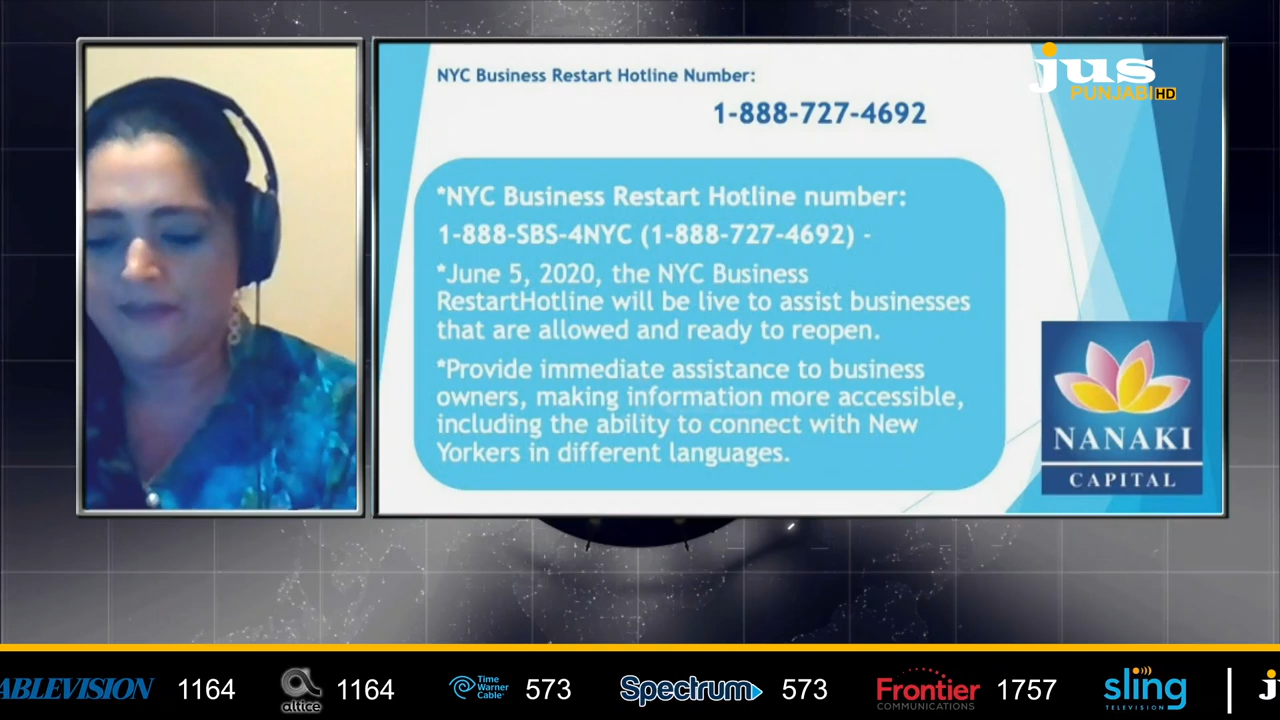 NYC Business Restart Hotline Number:
1-888-727-4692
jus
PUNJABI HD
*NYC Business Restart Hotline number:
1-888-SBS-4NYC (1-888-727-4692) -
*June 5, 2020, the NYC Business
RestartHotline will be live to assist businesses
that are allowed and ready to reopen.
*Provide immediate assistance to business
owners, making information more accessible,
including the ability to connect with New
Yorkers in different languages.
NANAKI
CAPITAL
ABLEVISION 1164 altice 1164 Time Warner Cable 573 Spectrum 573 Frontier COMMUNICATIONS 1757 sling TELEVISION | j